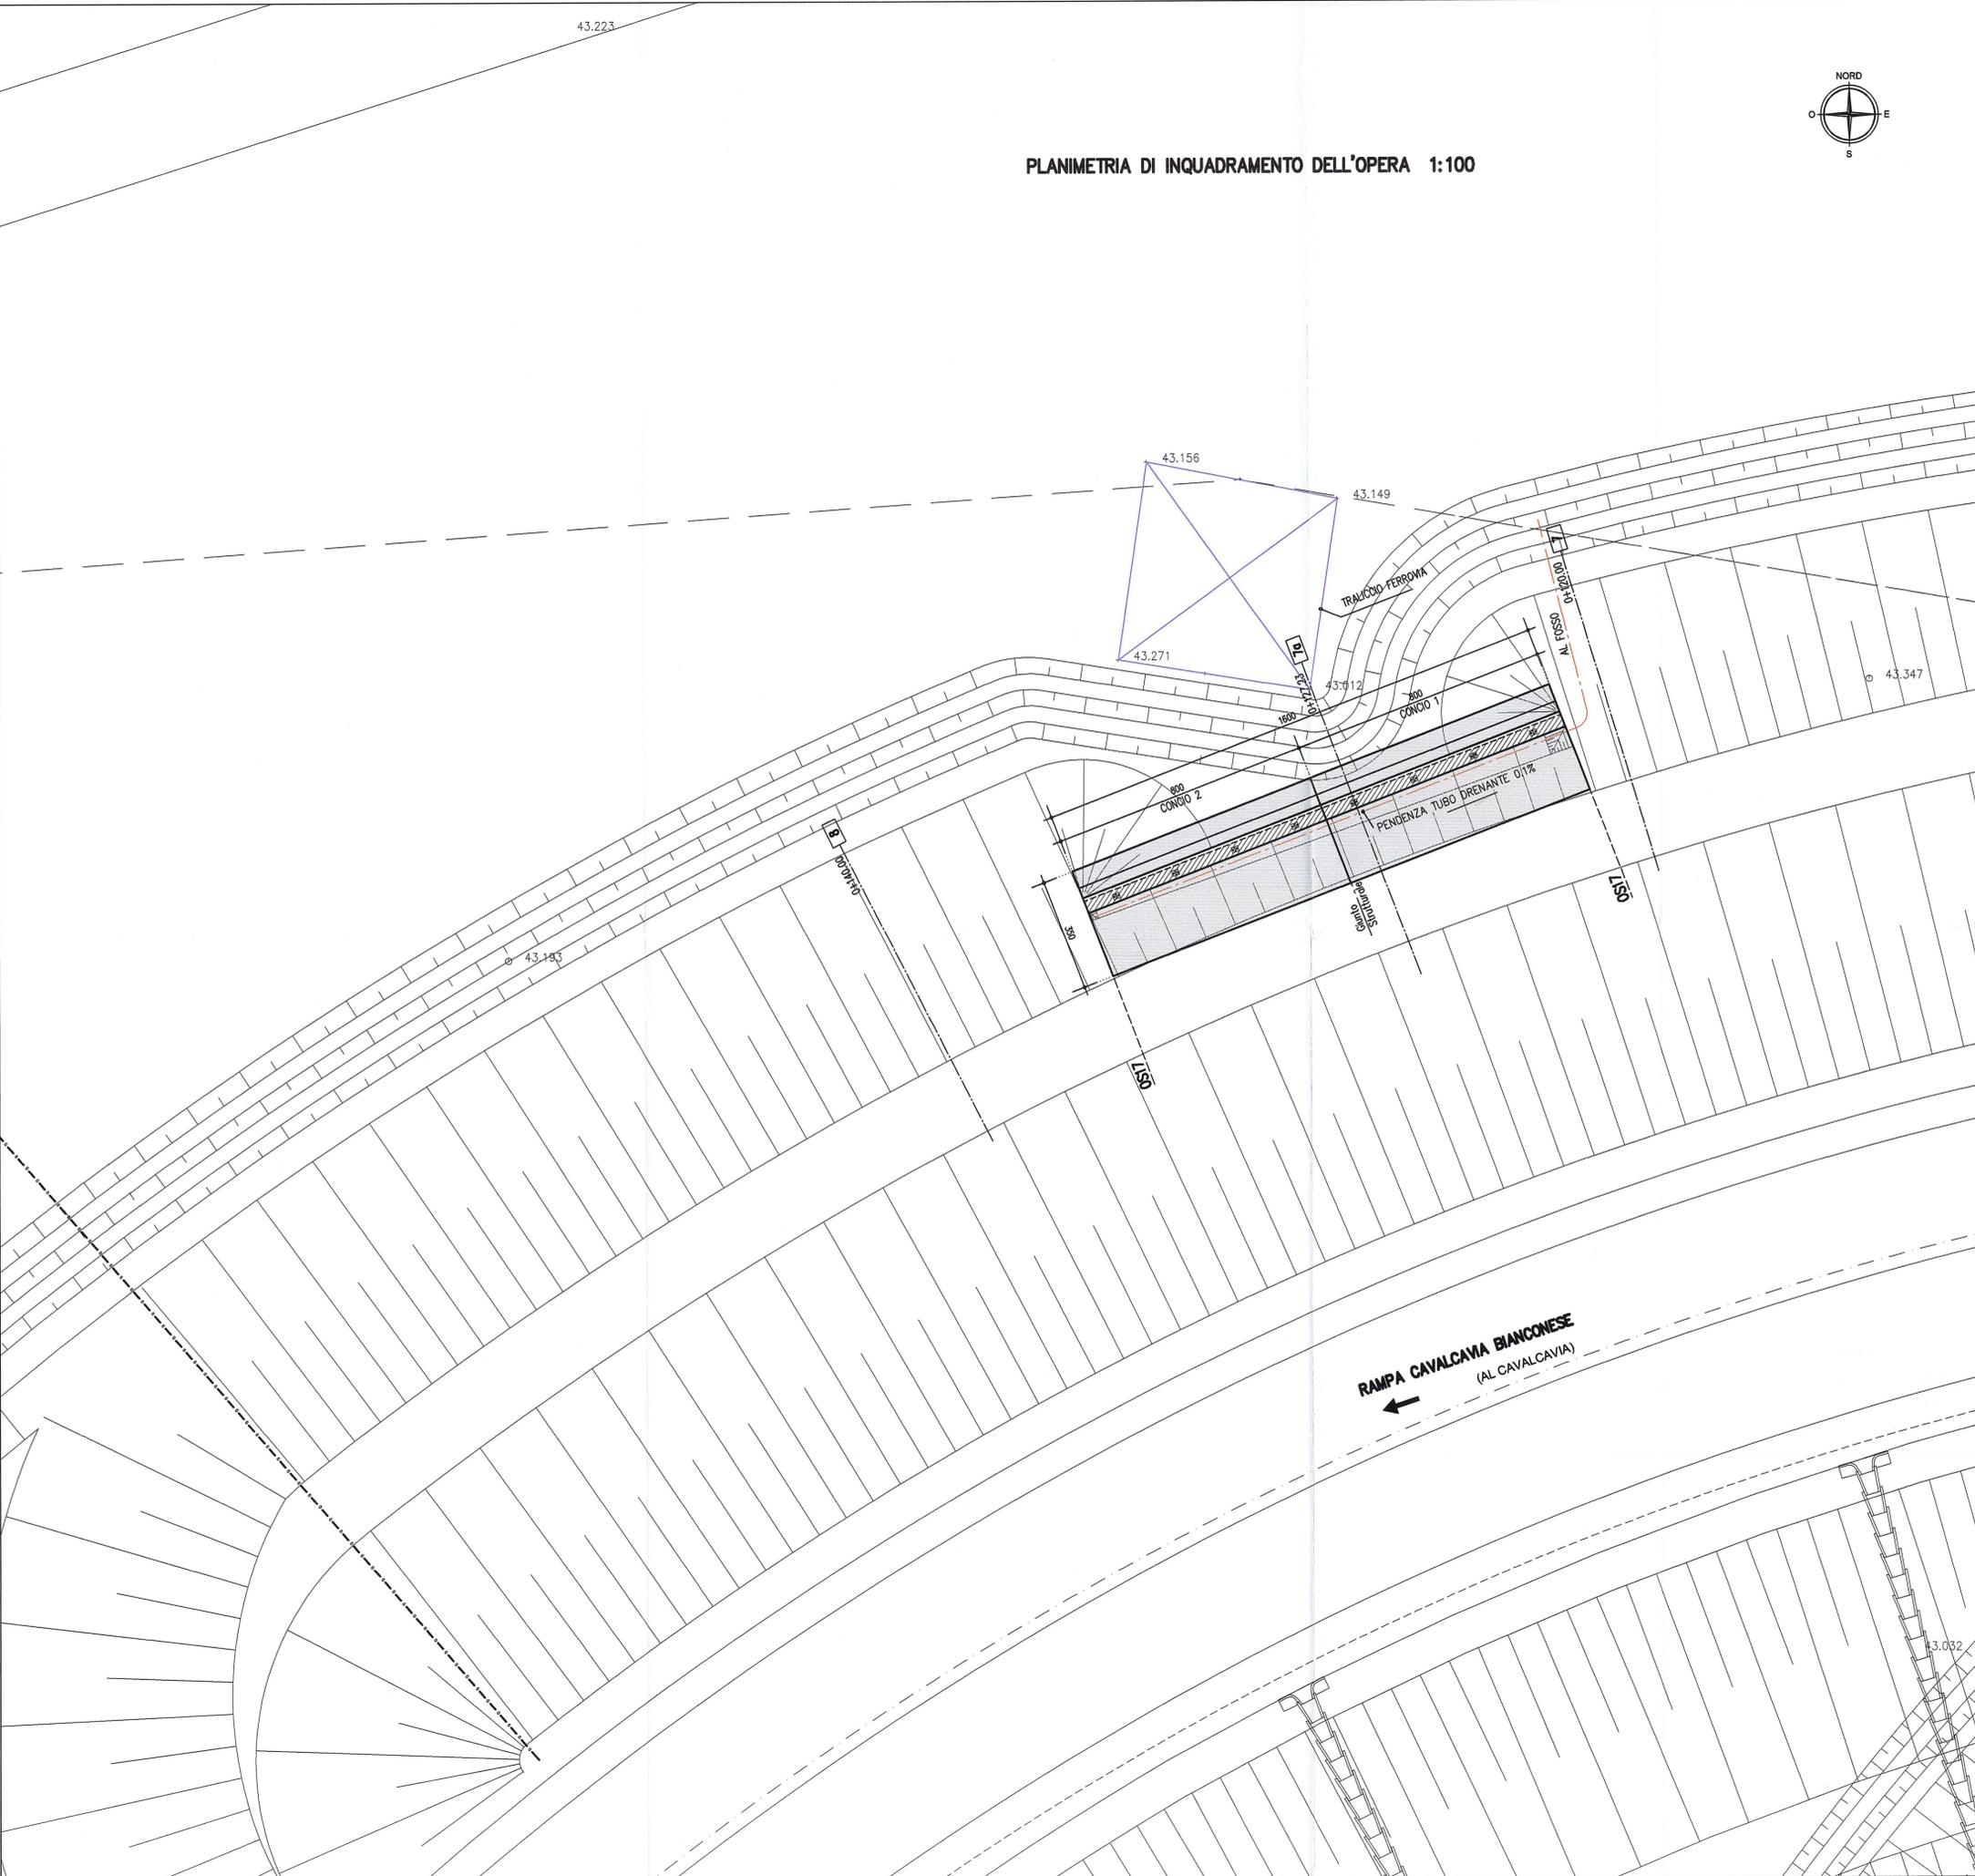 43.223
NORD
O
E
S
PLANIMETRIA DI INQUADRAMENTO DELL'OPERA 1:100
43.156
43.149
7
0+120.00
TRALICCIO FERROVIA
AL FOSSO
7a
0+127.23
43.271
43.012
43.347
1600
800
CONCIO 1
800
CONCIO 2
PENDENZA TUBO DRENANTE 0.1%
8
0+140.00
350
Giunto
Strutturale
OS17
43.193
OS17
RAMPA CAVALCAVIA BIANCONESE
(AL CAVALCAVIA)
43.032